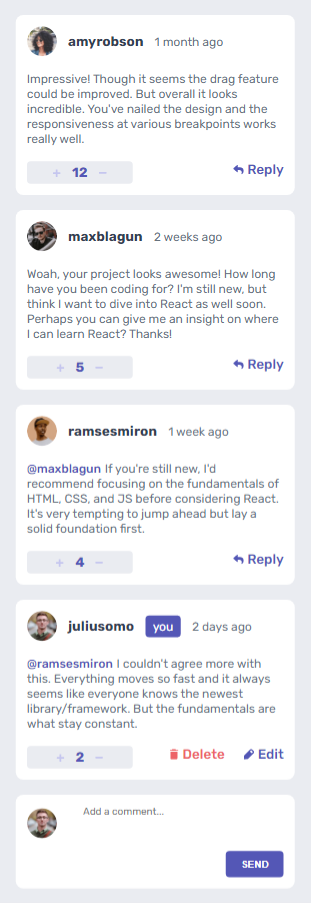 amyrobson 1 month ago
Impressive! Though it seems the drag feature
could be improved. But overall it looks
incredible. You've nailed the design and the
responsiveness at various breakpoints works
really well.
+ 12 − Reply
maxblagun 2 weeks ago
Woah, your project looks awesome! How long
have you been coding for? I'm still new, but
think I want to dive into React as well soon.
Perhaps you can give me an insight on where
I can learn React? Thanks!
+ 5 − Reply
ramsesmiron 1 week ago
@maxblagun If you're still new, I'd
recommend focusing on the fundamentals of
HTML, CSS, and JS before considering React.
It's very tempting to jump ahead but lay a
solid foundation first.
+ 4 − Reply
juliusomo you 2 days ago
@ramsesmiron I couldn't agree more with
this. Everything moves so fast and it always
seems like everyone knows the newest
library/framework. But the fundamentals are
what stay constant.
+ 2 − Delete Edit
Add a comment...
SEND